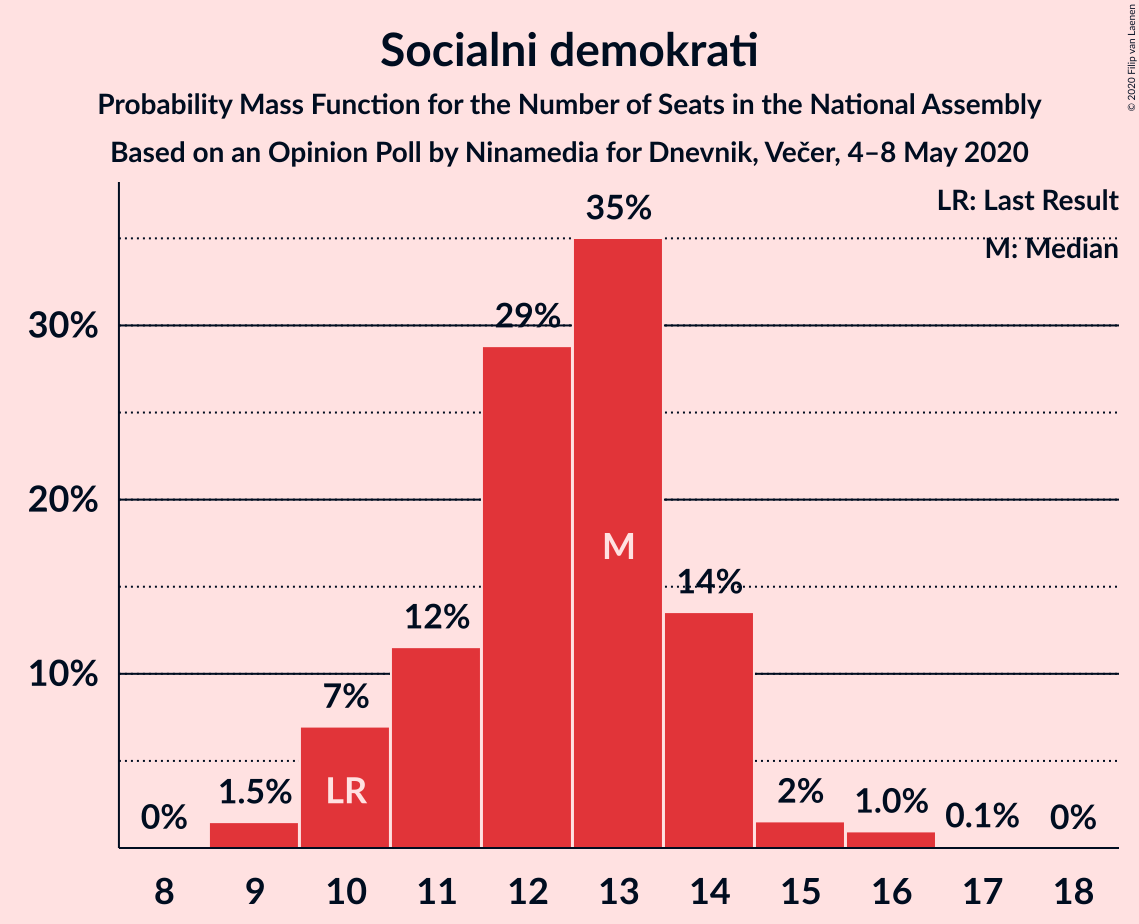 © 2020 Filip van Laenen
Socialni demokrati
Probability Mass Function for the Number of Seats in the National Assembly
Based on an Opinion Poll by Ninamedia for Dnevnik, Večer, 4–8 May 2020
LR: Last Result
M: Median
30%
20%
10%
0%
1.5%
7%
12%
29%
35%
14%
2%
1.0%
0.1%
0%
LR
M
8 9 10 11 12 13 14 15 16 17 18